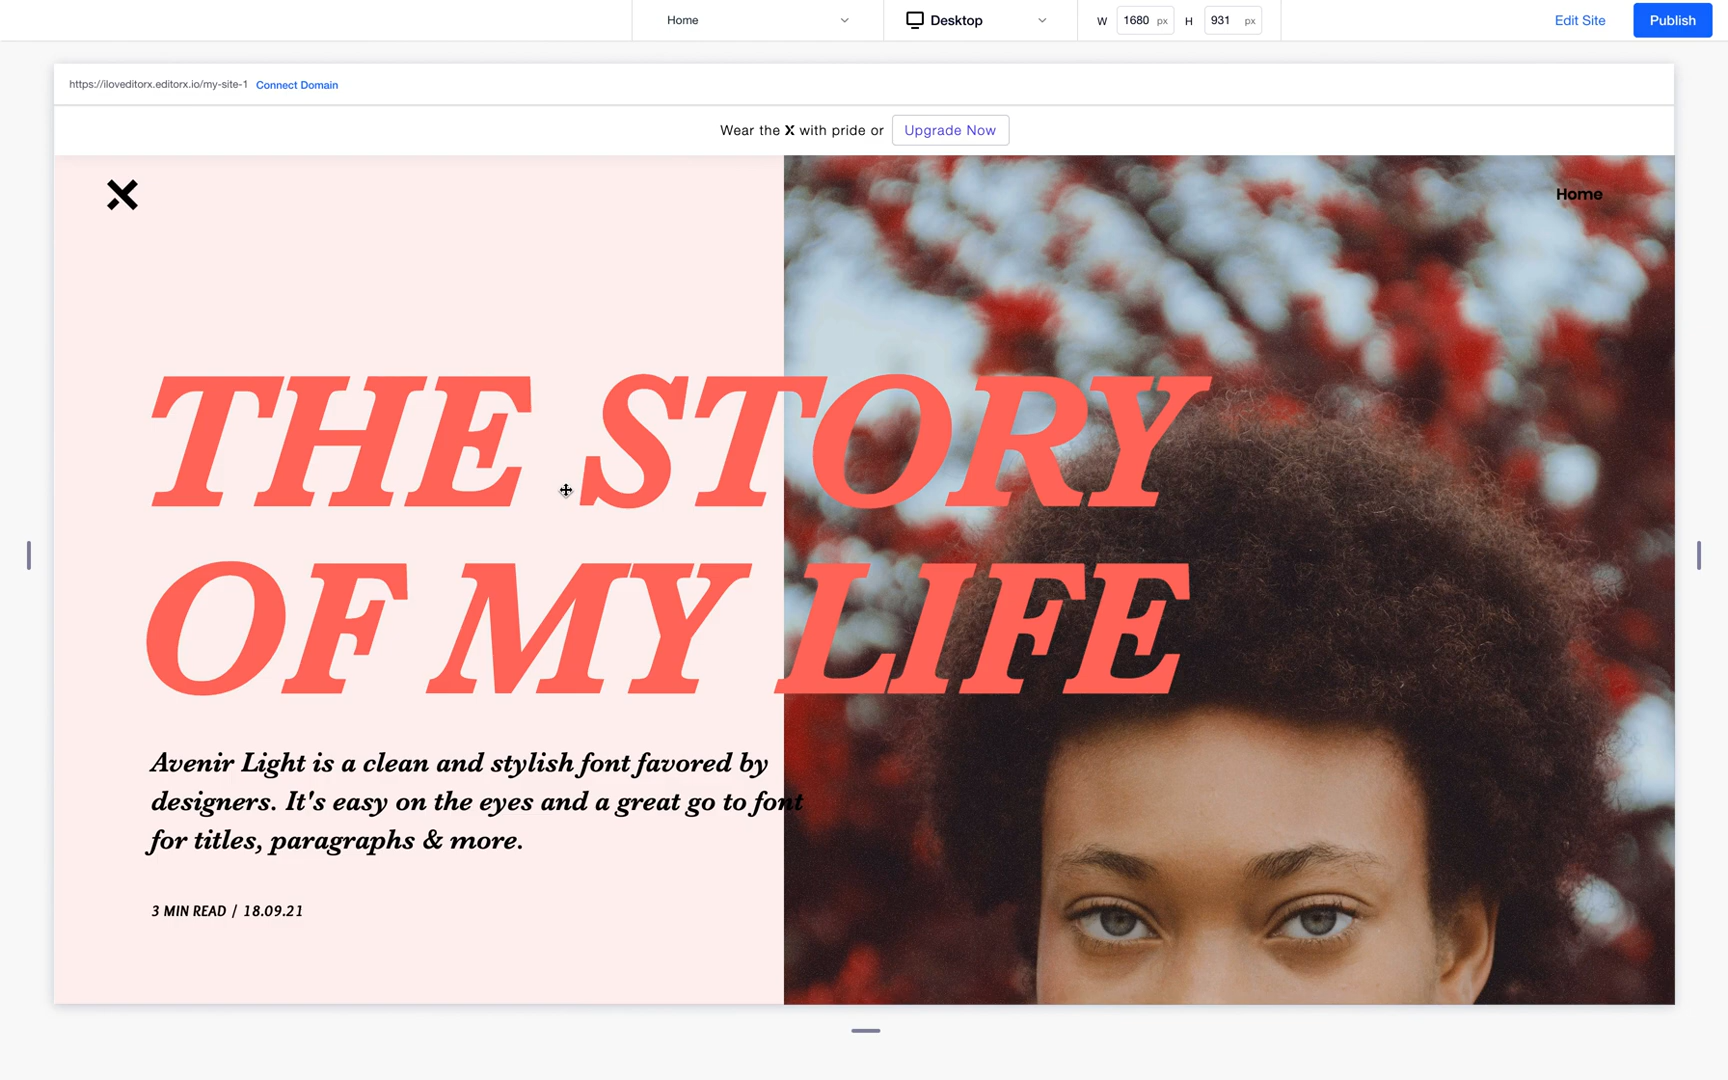 Home
Desktop
W 1680 px H 931 px
Edit Site
Publish
https://iloveditorx.editorx.io/my-site-1 Connect Domain
Wear the X with pride or Upgrade Now
Home
THE STORY
OF MY LIFE
Avenir Light is a clean and stylish font favored by
designers. It's easy on the eyes and a great go to font
for titles, paragraphs & more.
3 MIN READ / 18.09.21